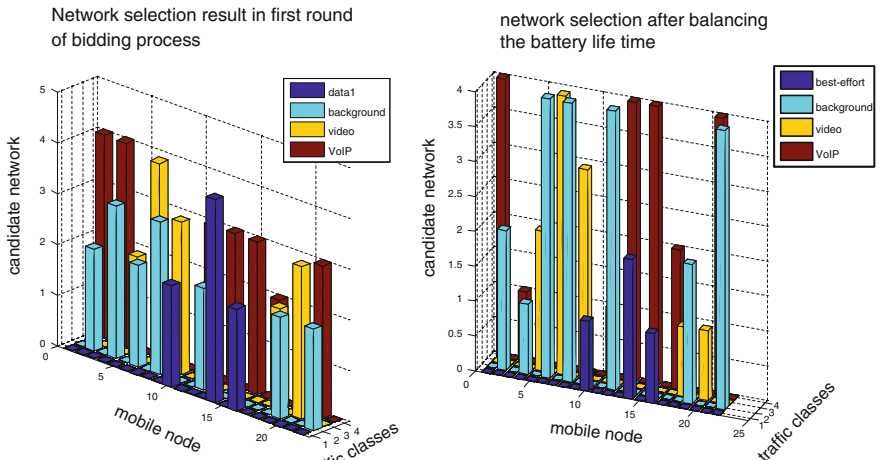 Network selection result in first round
of bidding process
data1
background
video
VoIP
candidate network
5
4
3
2
1
0
0
5
10
15
20
mobile node
1
2
3
4
ffic classes
network selection after balancing
the battery life time
best-effort
background
video
VoIP
candidate network
4
3.5
3
2.5
2
1.5
1
0.5
0
0
5
10
15
20
25
mobile node
1
2
3
4
traffic classes